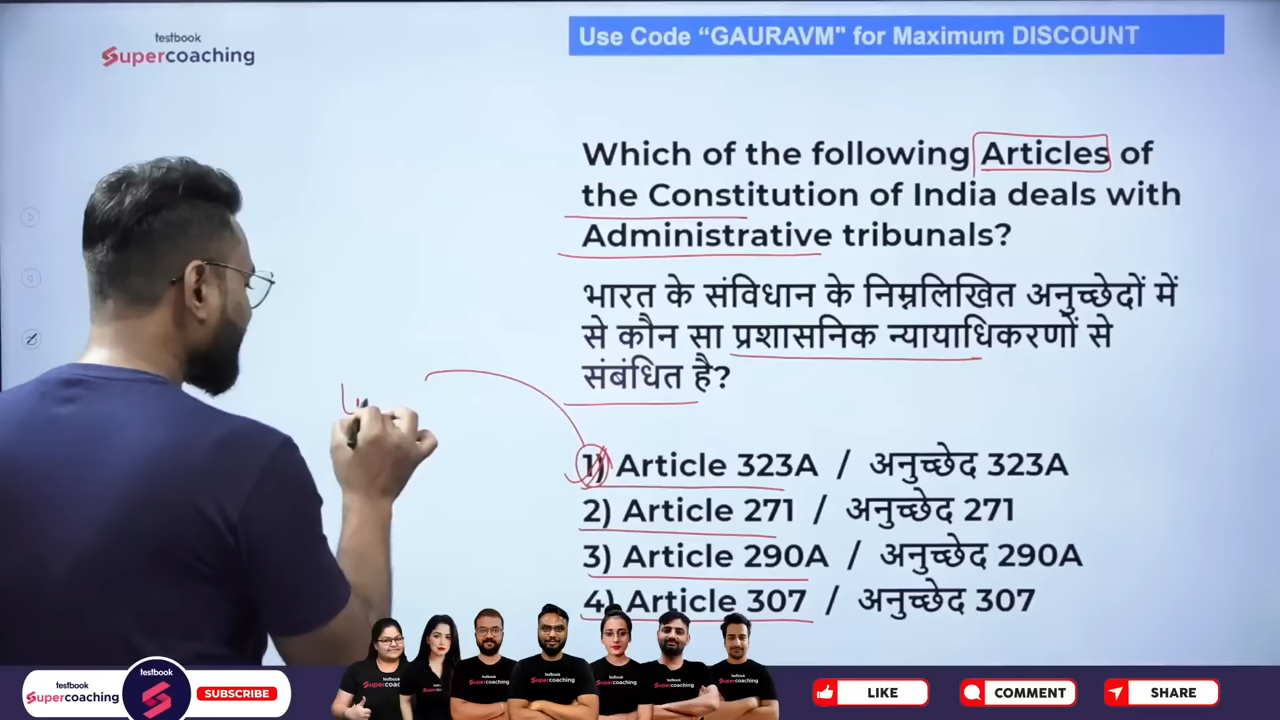 testbook
Supercoaching
Use Code “GAURAVM" for Maximum DISCOUNT
Which of the following Articles of
the Constitution of India deals with
Administrative tribunals?
भारत के संविधान के निम्नलिखित अनुच्छेदों में
से कौन सा प्रशासनिक न्यायाधिकरणों से
संबंधित है?
1) Article 323A / अनुच्छेद 323A
2) Article 271 / अनुच्छेद 271
3) Article 290A / अनुच्छेद 290A
4) Article 307 / अनुच्छेद 307
testbook
Supercoaching
testbook
SUBSCRIBE
LIKE
COMMENT
SHARE